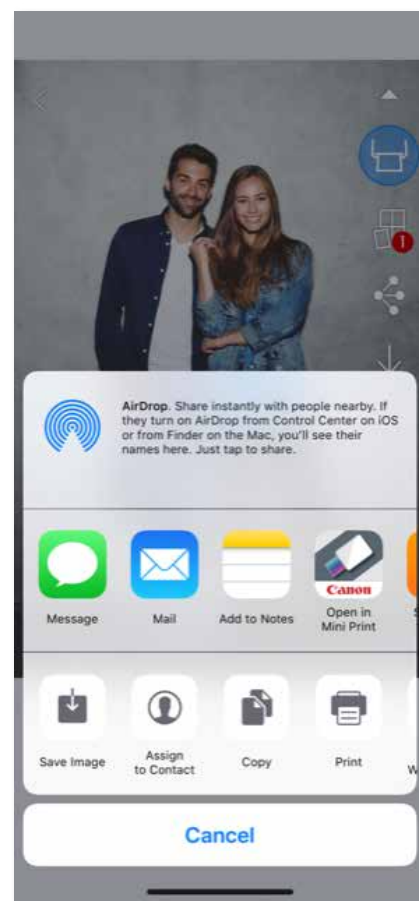 1
AirDrop. Share instantly with people nearby. If
they turn on AirDrop from Control Center on iOS
or from Finder on the Mac, you'll see their
names here. Just tap to share.
Canon
Message
Mail
Add to Notes
Open in
Mini Print
Save Image
Assign
to Contact
Copy
Print
Cancel